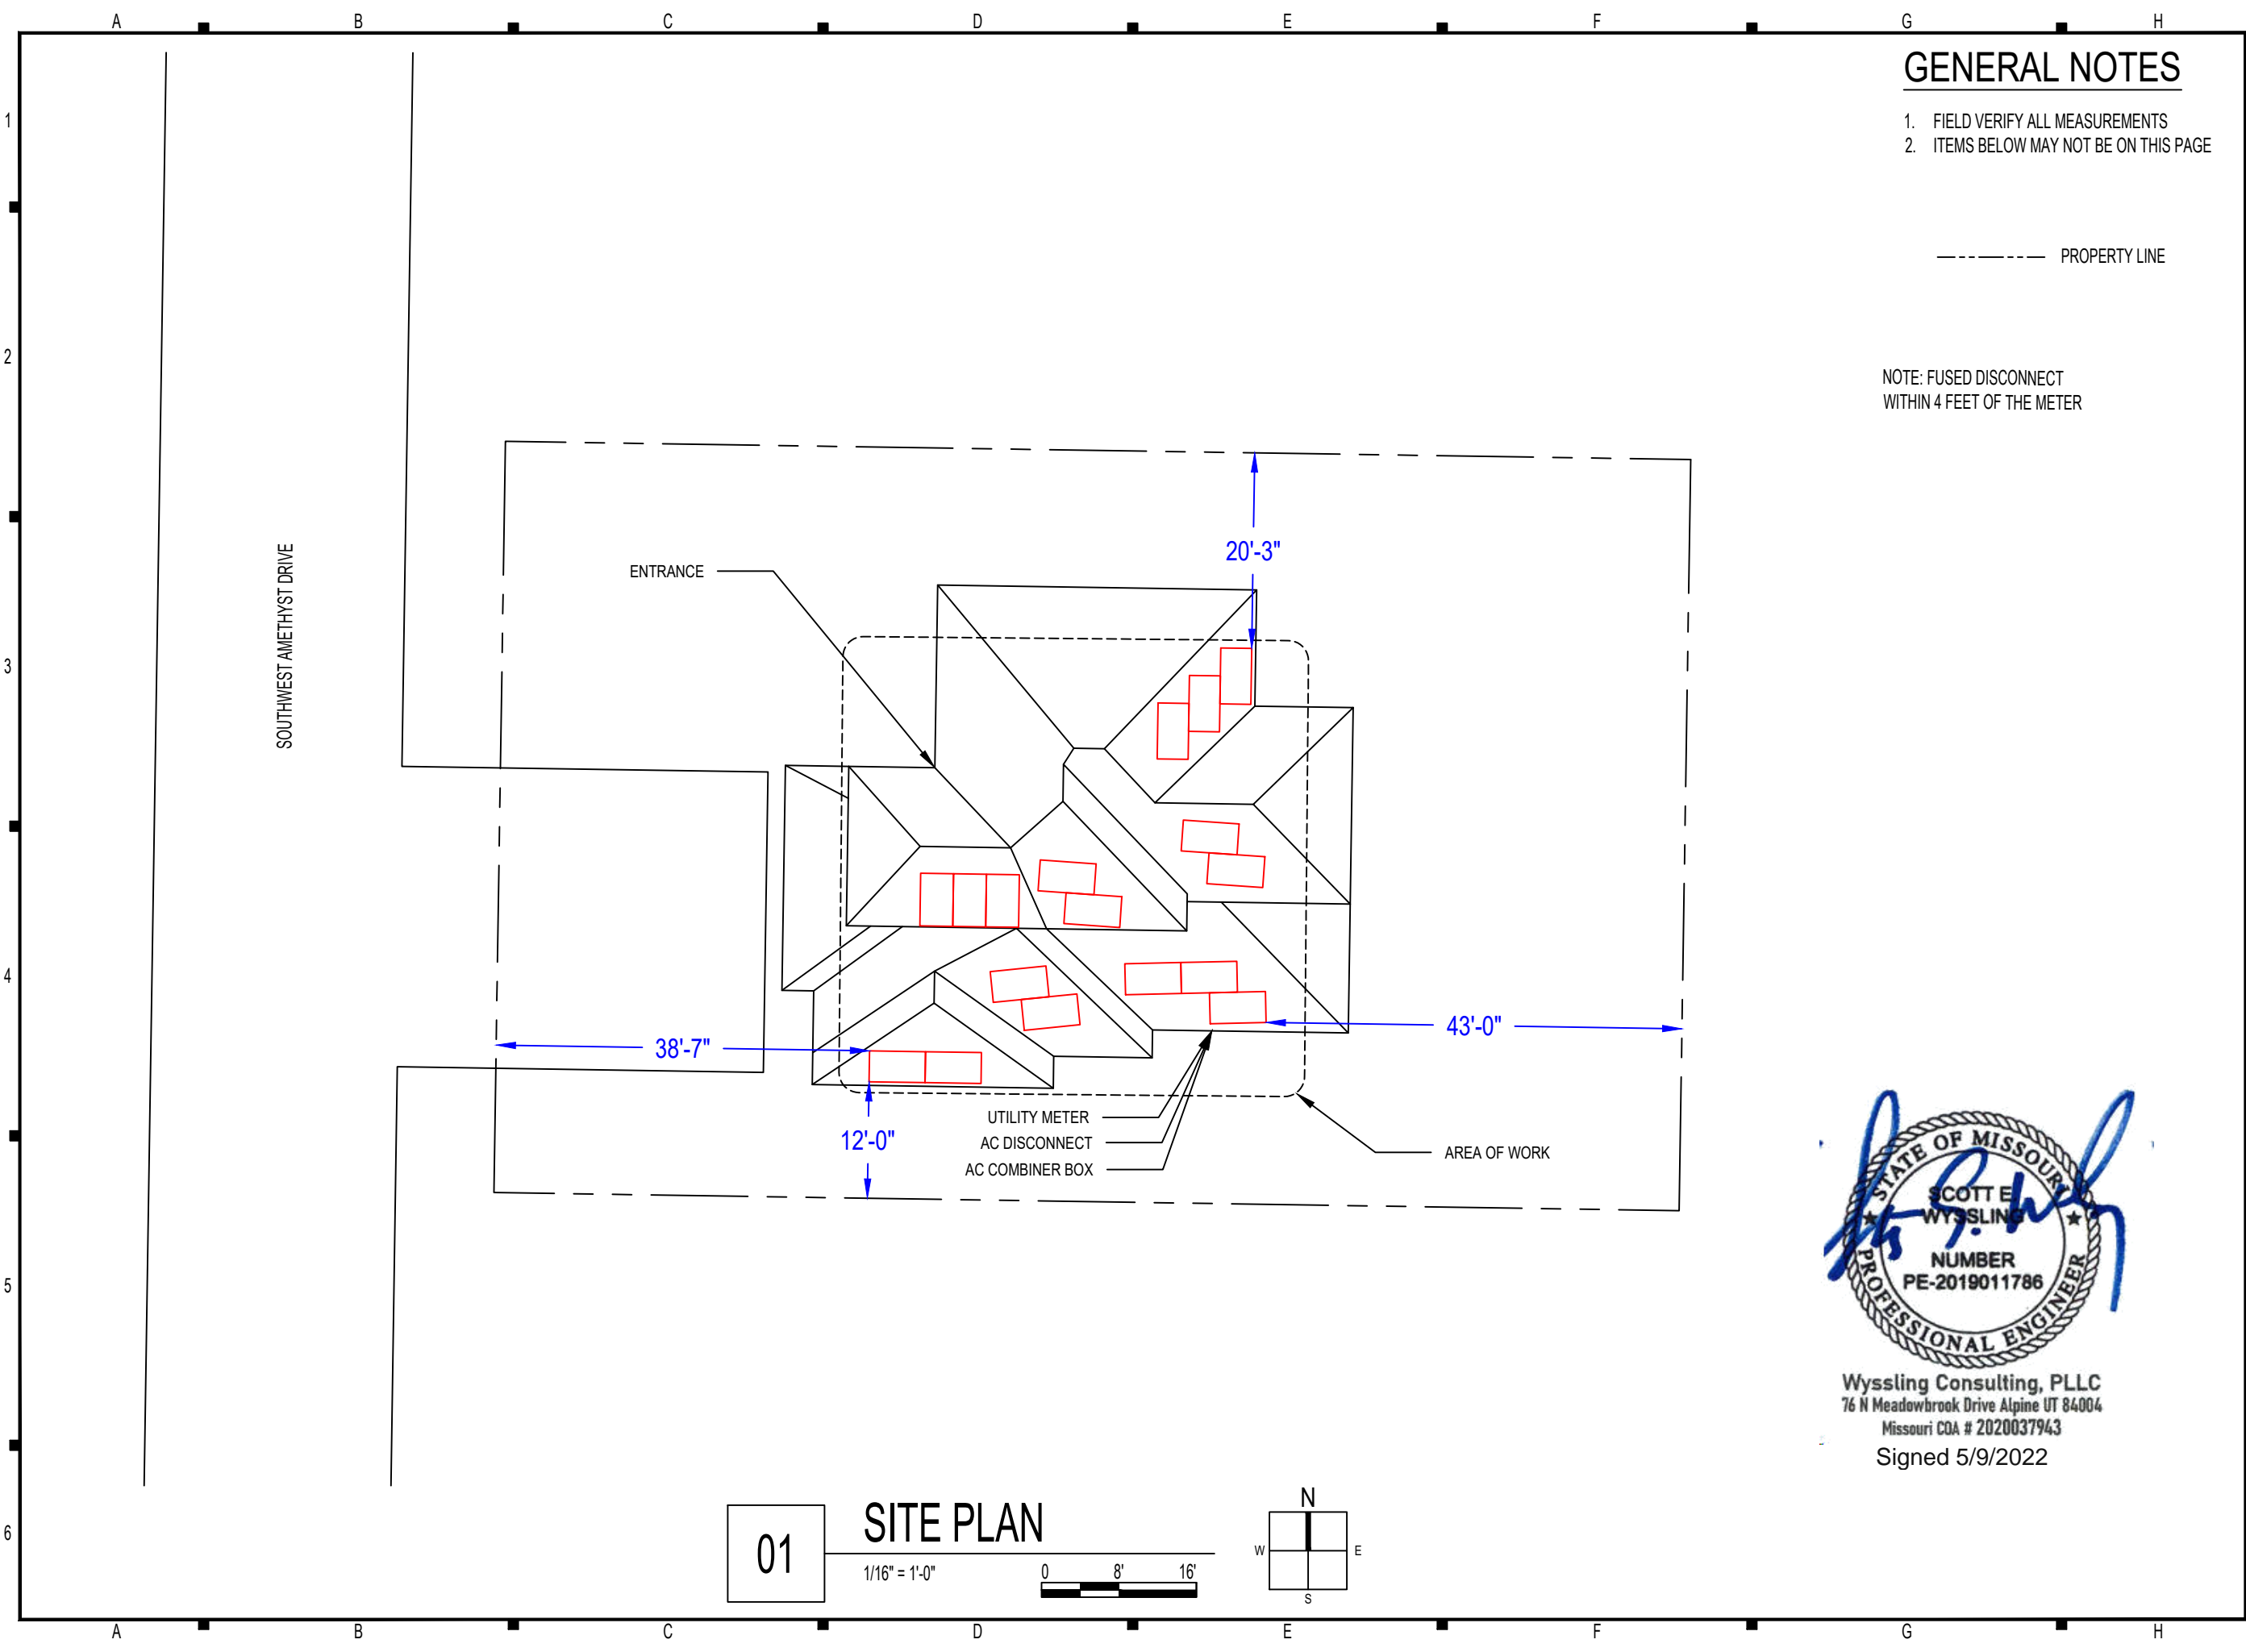 A B C D E F G H
GENERAL NOTES
1. FIELD VERIFY ALL MEASUREMENTS
2. ITEMS BELOW MAY NOT BE ON THIS PAGE
PROPERTY LINE
NOTE: FUSED DISCONNECT
WITHIN 4 FEET OF THE METER
1
2
3
4
5
6
SOUTHWEST AMETHYST DRIVE
ENTRANCE
20'-3"
38'-7"
43'-0"
12'-0"
UTILITY METER
AC DISCONNECT
AC COMBINER BOX
AREA OF WORK
STATE OF MISSOURI
SCOTT E.
WYSSLING
NUMBER
PE-2019011786
PROFESSIONAL ENGINEER
Wyssling Consulting, PLLC
76 N Meadowbrook Drive Alpine UT 84004
Missouri COA # 2020037943
Signed 5/9/2022
01
SITE PLAN
1/16" = 1'-0"
0 8' 16'
N
W E
S
A B C D E F G H